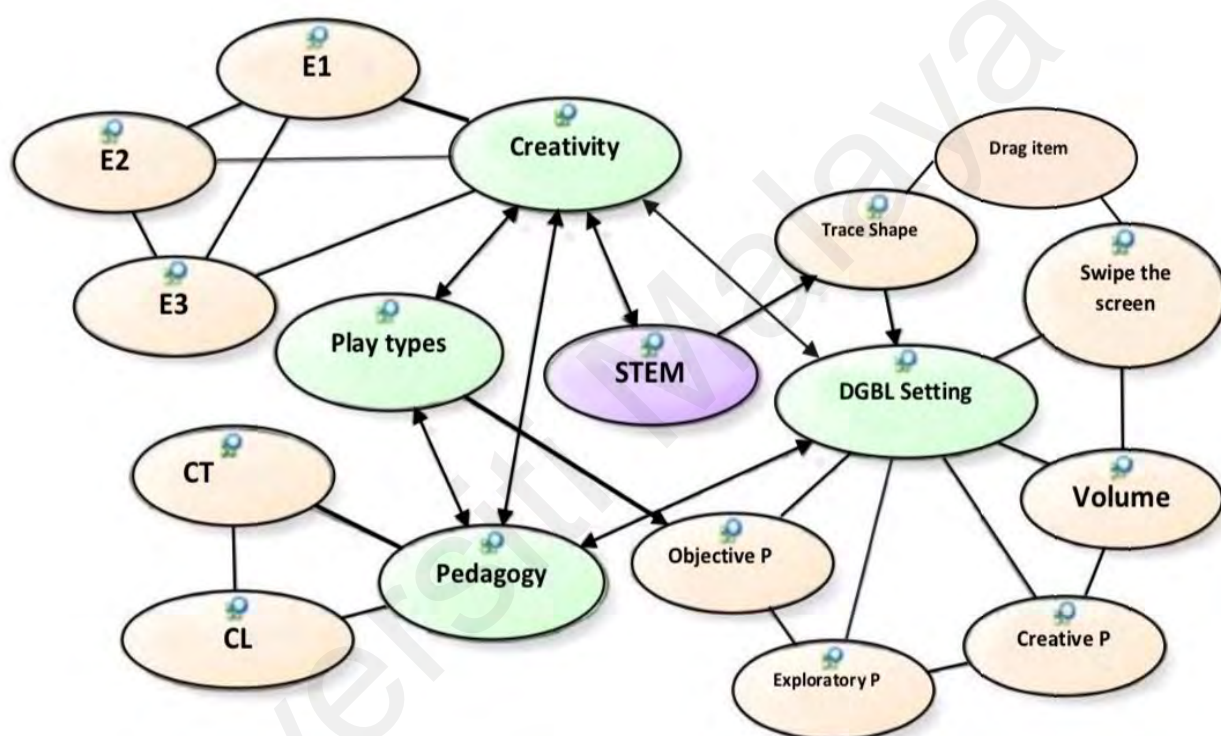 E1
Creativity
E2
Drag item
Trace Shape
Swipe the
screen
E3
Play types
STEM
DGBL Setting
CT
Volume
Objective P
Pedagogy
CL
Creative P
Exploratory P